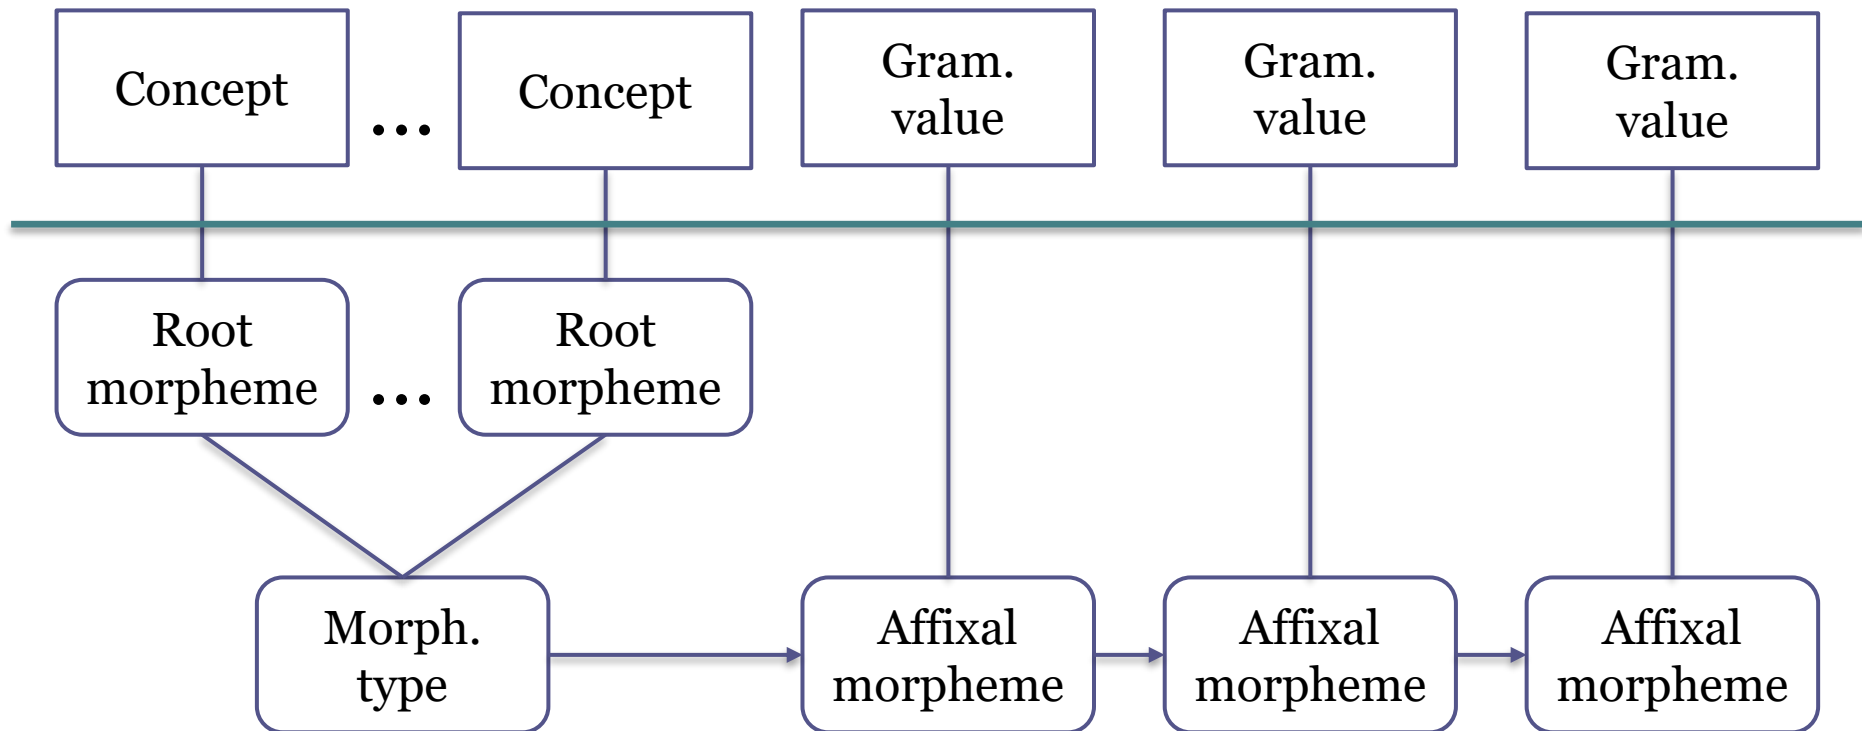 Concept
...
Concept
Gram.
value
Gram.
value
Gram.
value
Root
morpheme
...
Root
morpheme
Morph.
type
Affixal
morpheme
Affixal
morpheme
Affixal
morpheme